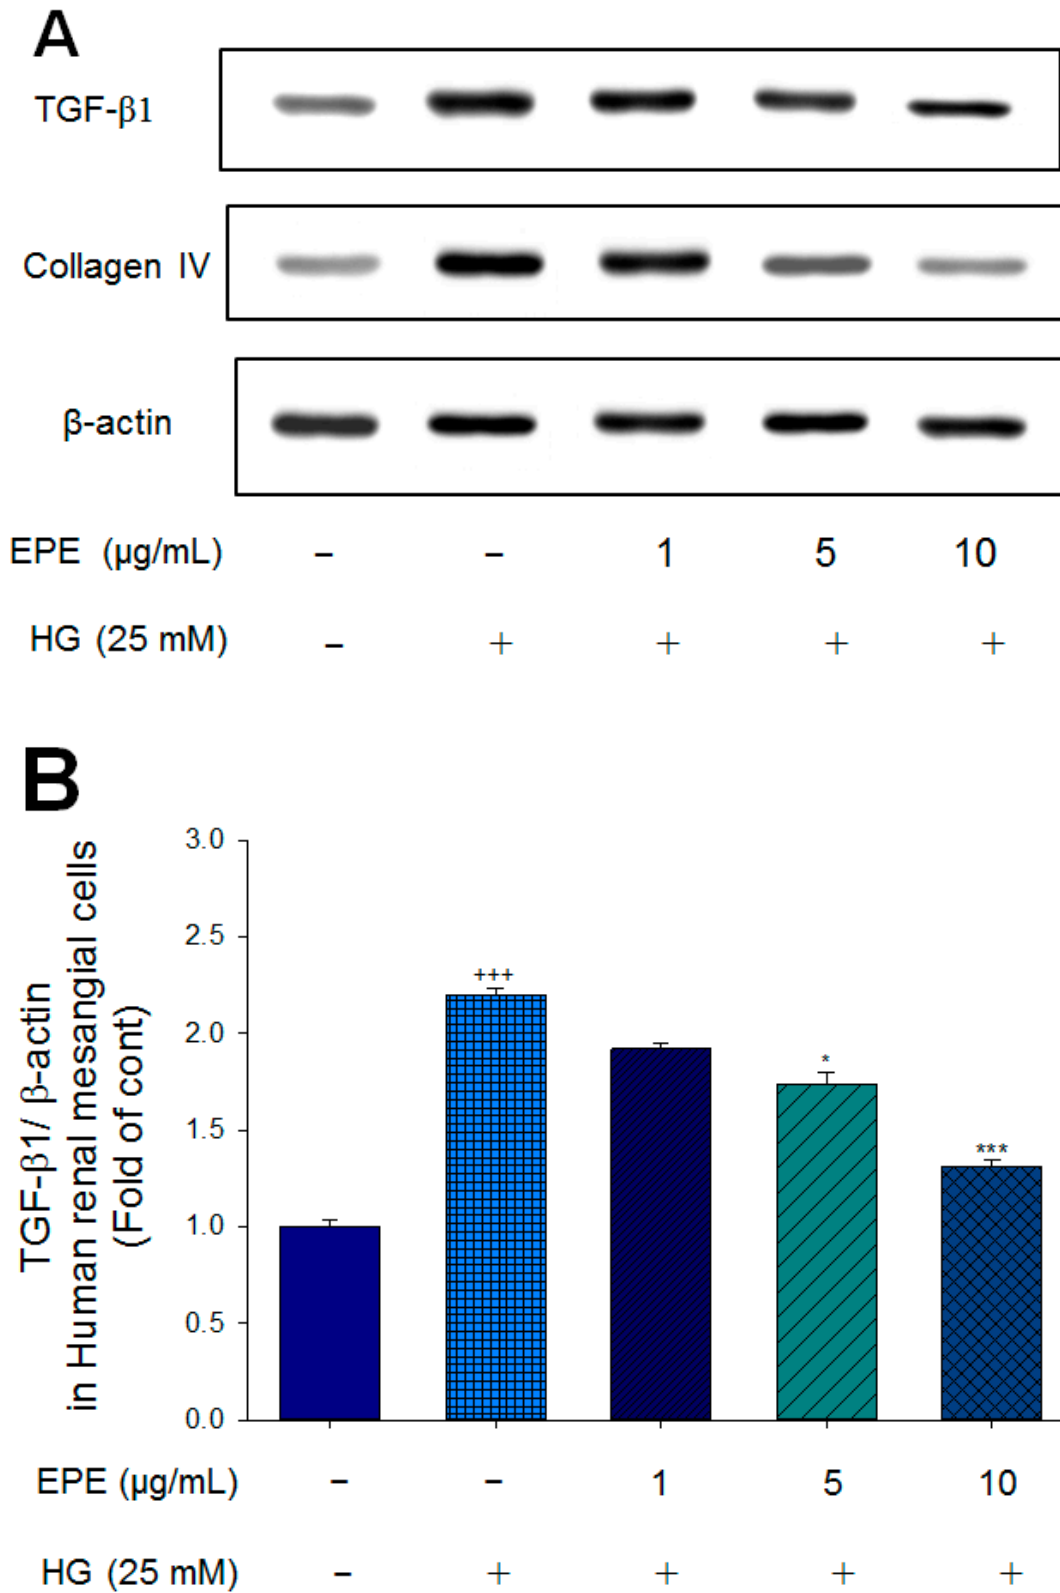 A
TGF-β1
Collagen IV
β-actin
EPE (μg/mL) – – 1 5 10
HG (25 mM) – + + + +
B
TGF-β1/ β-actin
in Human renal mesangial cells
(Fold of cont)
3.0
2.5
2.0
1.5
1.0
0.5
0.0
+++
*
***
EPE (μg/mL) – – 1 5 10
HG (25 mM) – + + + +